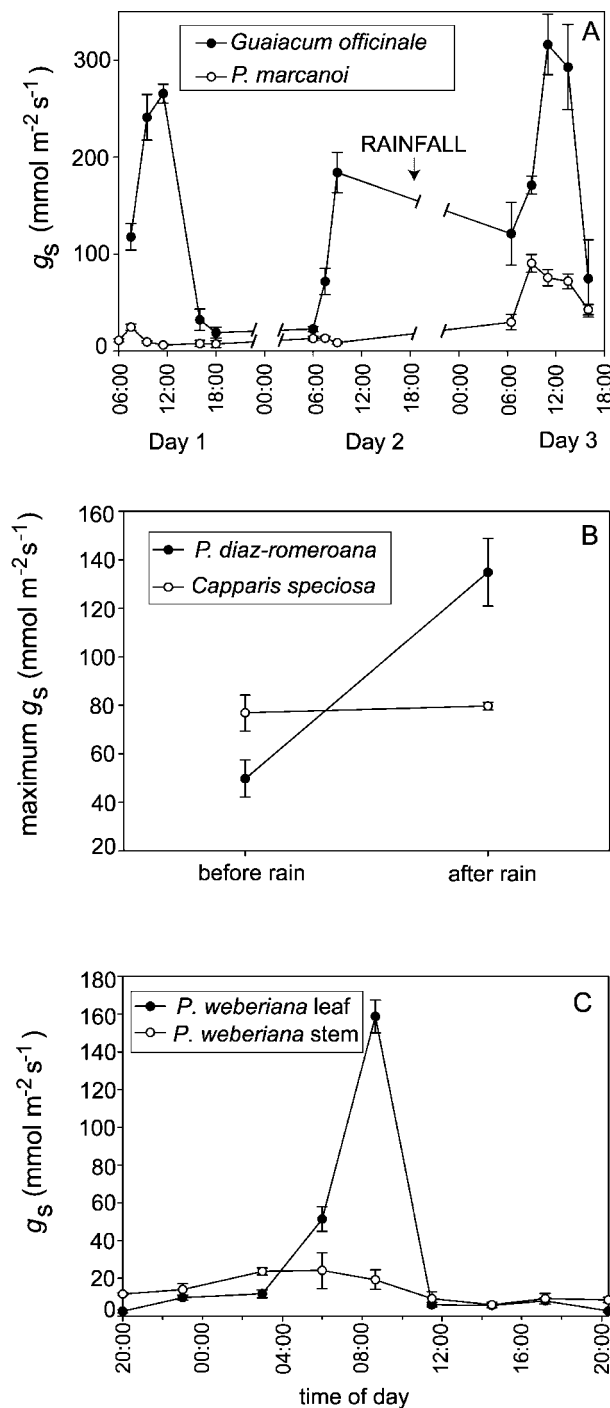 A
Guaiacum officinale
P. marcanoi
RAINFALL
gs (mmol m-2 s-1)
300
200
100
0
06:00 12:00 18:00 00:00 06:00 12:00 18:00 00:00 06:00 12:00 18:00
Day 1 Day 2 Day 3
B
P. diaz-romeroana
Capparis speciosa
maximum gs (mmol m-2s-1)
160
140
120
100
80
60
40
20
before rain after rain
C
P. weberiana leaf
P. weberiana stem
gs (mmol m-2 s-1)
180
160
140
120
100
80
60
40
20
0
20:00 00:00 04:00 08:00 12:00 16:00 20:00
time of day